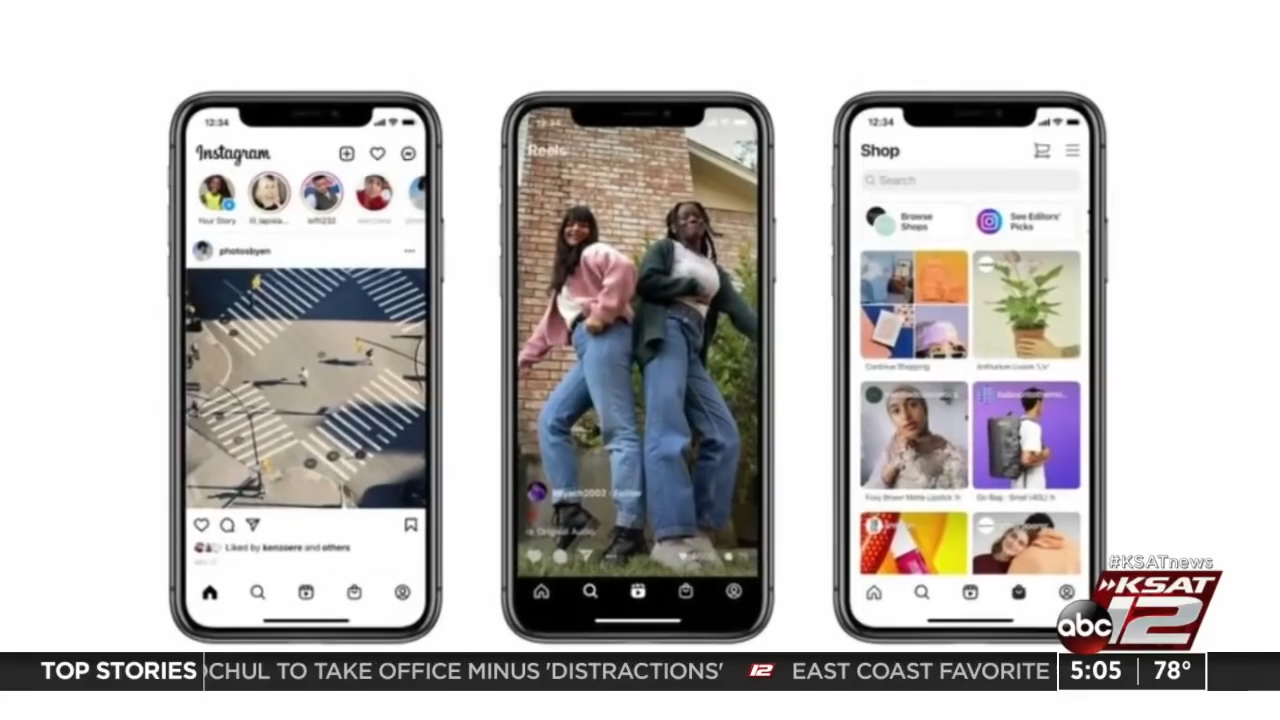 12:34
Instagram
Your Story
photosbyen
Liked by kenzoere and others
Reels
Follow
Original Audio
12:34
Shop
Search
Browse
Shops
See Editors'
Picks
Continue Shopping
#KSATnews
KSAT
abc 12
TOP STORIES
OCHUL TO TAKE OFFICE MINUS 'DISTRACTIONS'
12
EAST COAST FAVORITE
5:05
78°